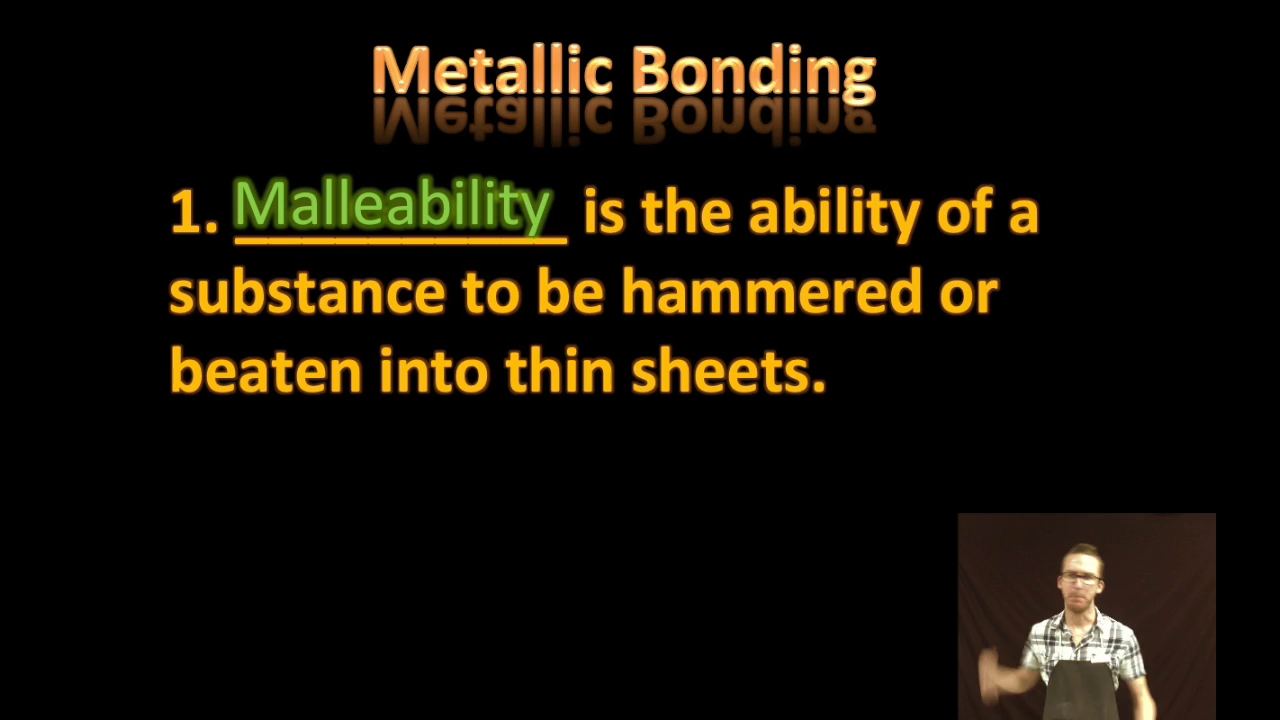 Metallic Bonding
1. Malleability is the ability of a
substance to be hammered or
beaten into thin sheets.